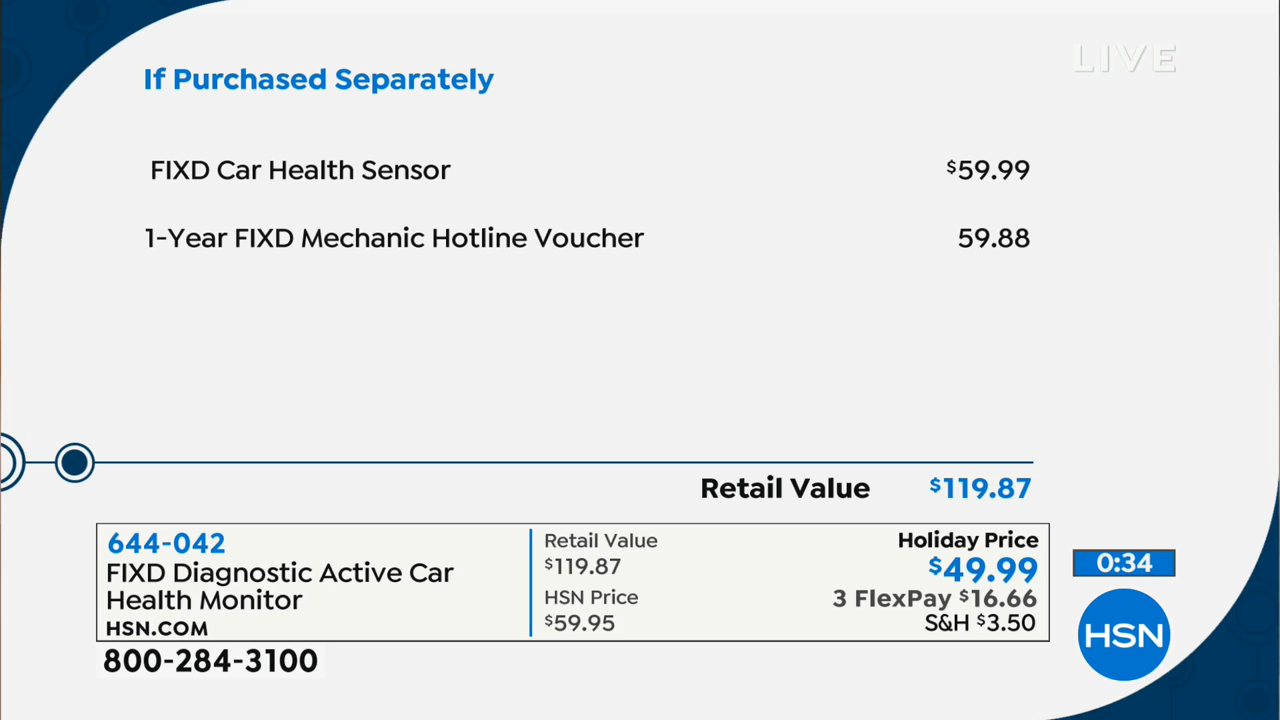 LIVE
If Purchased Separately
FIXD Car Health Sensor $59.99
1-Year FIXD Mechanic Hotline Voucher 59.88
Retail Value $119.87
644-042
FIXD Diagnostic Active Car
Health Monitor
HSN.COM
Retail Value
$119.87
HSN Price
$59.95
Holiday Price
$49.99
3 FlexPay $16.66
S&H $3.50
0:34
HSN
800-284-3100